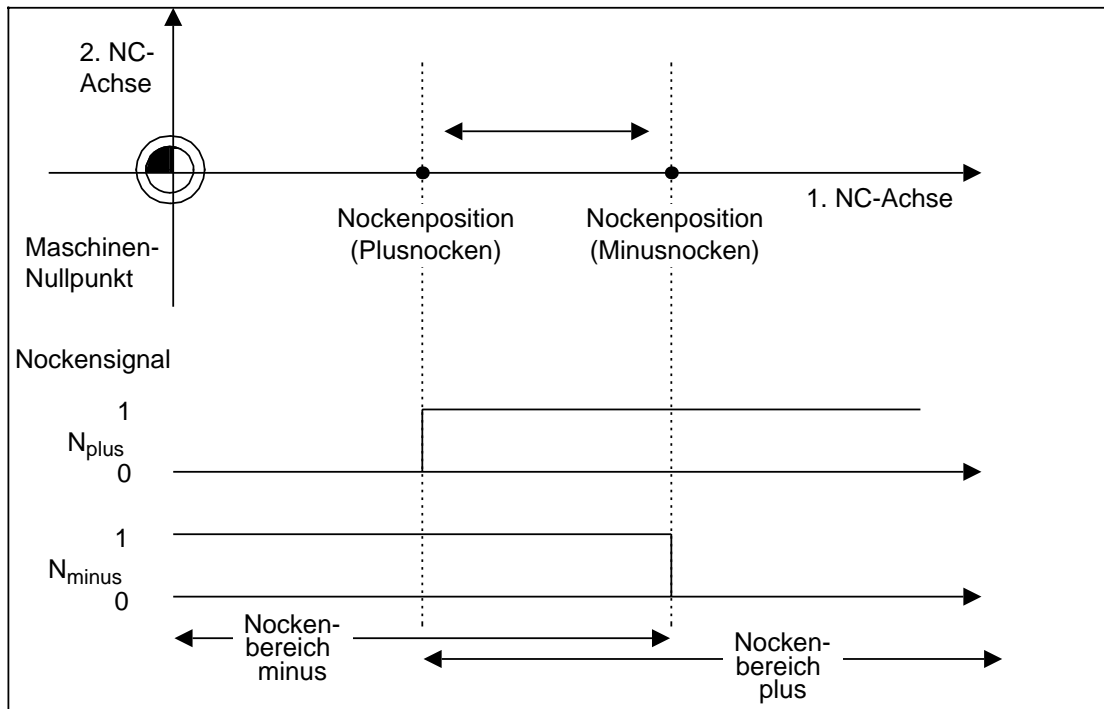 2. NC-
Achse
1. NC-Achse
Nockenposition
(Plusnocken)
Nockenposition
(Minusnocken)
Maschinen-
Nullpunkt
Nockensignal
1
Nplus
0
1
Nminus
0
Nocken-
bereich
minus
Nocken-
bereich
plus